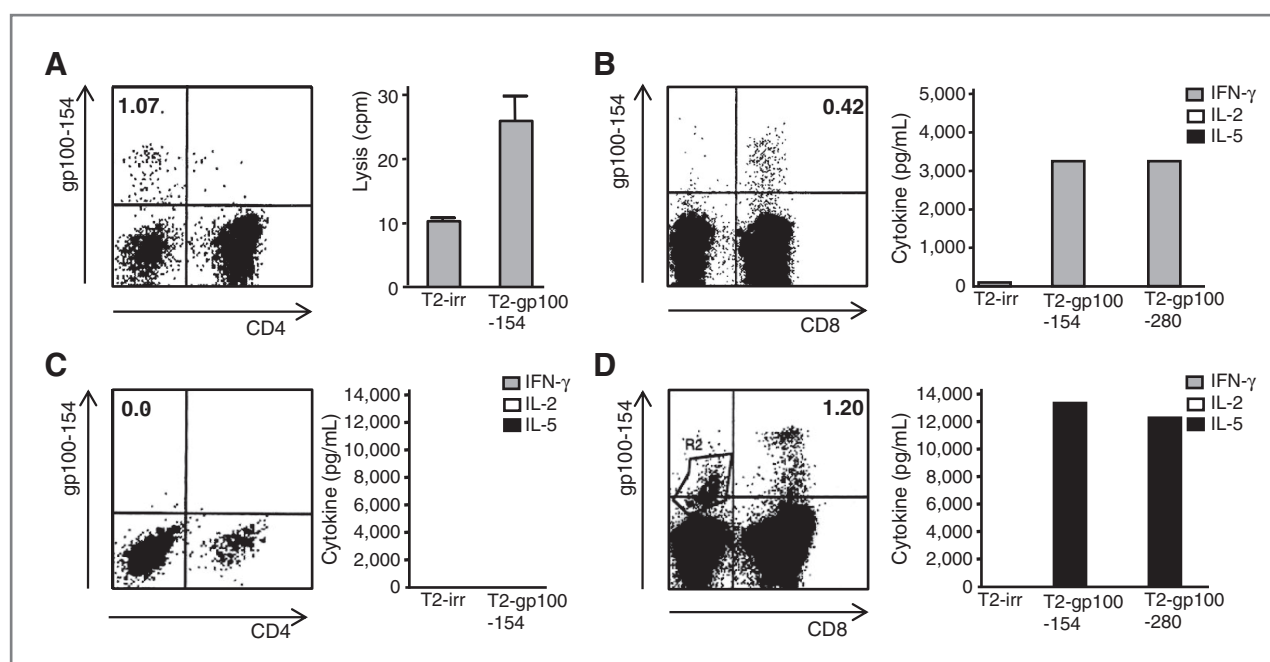 A
gp100-154
1.07
CD4
Lysis (cpm)
30
20
10
0
T2-irr
T2-gp100
-154
B
gp100-154
0.42
CD8
Cytokine (pg/mL)
5,000
4,000
3,000
2,000
1,000
0
T2-irr
T2-gp100
-154
T2-gp100
-280
IFN-γ
IL-2
IL-5
C
gp100-154
0.0
CD4
Cytokine (pg/mL)
14,000
12,000
10,000
8,000
6,000
4,000
2,000
0
T2-irr
T2-gp100
-154
IFN-γ
IL-2
IL-5
D
gp100-154
R2
1.20
CD8
Cytokine (pg/mL)
14,000
12,000
10,000
8,000
6,000
4,000
2,000
0
T2-irr
T2-gp100
-154
T2-gp100
-280
IFN-γ
IL-2
IL-5